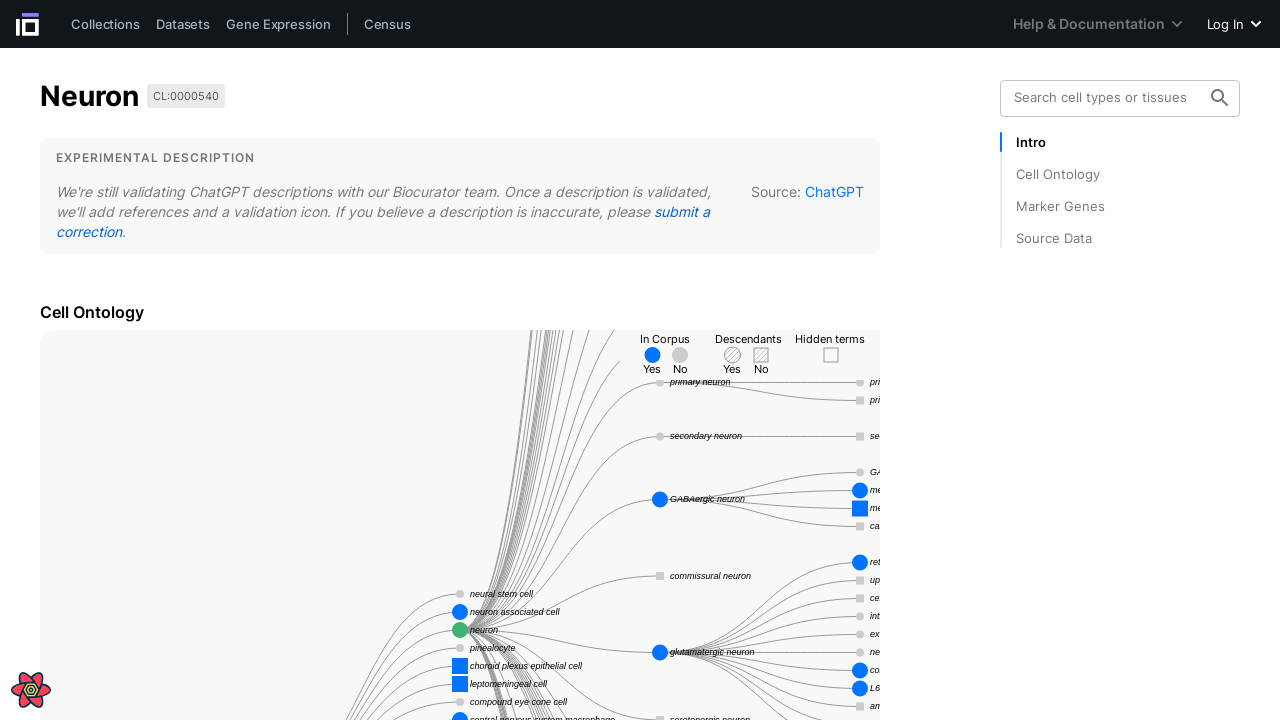 Collections Datasets Gene Expression Census Help & Documentation Log In
Neuron CL:0000540
Search cell types or tissues
Intro
Cell Ontology
Marker Genes
Source Data
EXPERIMENTAL DESCRIPTION
We're still validating ChatGPT descriptions with our Biocurator team. Once a description is validated,
we'll add references and a validation icon. If you believe a description is inaccurate, please submit a
correction.
Source: ChatGPT
Cell Ontology
In Corpus Descendants Hidden terms
Yes No Yes No
primary neuron
secondary neuron
GABAergic neuron
commissural neuron
neural stem cell
neuron associated cell
neuron
pinealocyte
glutamatergic neuron
choroid plexus epithelial cell
leptomeningeal cell
compound eye cone cell
central nervous system macrophage
serotonergic neuron
pri
pri
se
GA
me
me
ca
ret
up
ce
int
ex
ne
co
L6
an